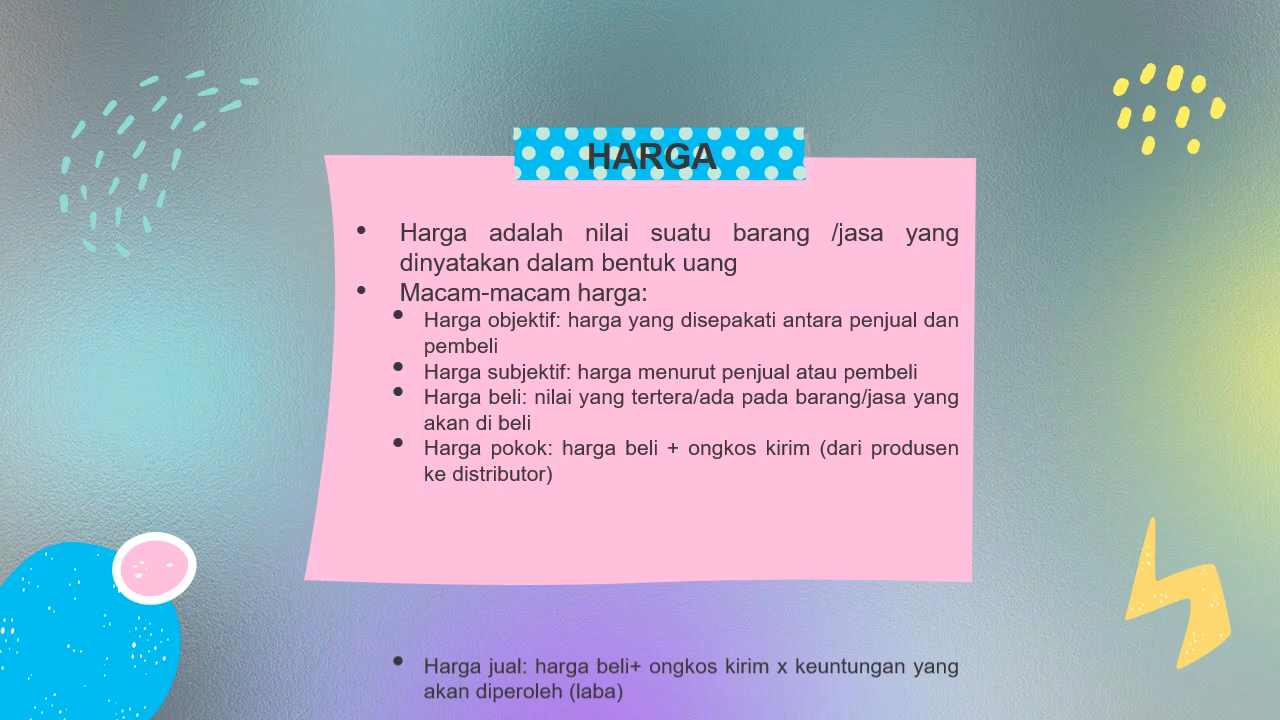 HARGA
• Harga adalah nilai suatu barang /jasa yang
dinyatakan dalam bentuk uang
• Macam-macam harga:
• Harga objektif: harga yang disepakati antara penjual dan
pembeli
• Harga subjektif: harga menurut penjual atau pembeli
• Harga beli: nilai yang tertera/ada pada barang/jasa yang
akan di beli
• Harga pokok: harga beli + ongkos kirim (dari produsen
ke distributor)
• Harga jual: harga beli+ ongkos kirim x keuntungan yang
akan diperoleh (laba)